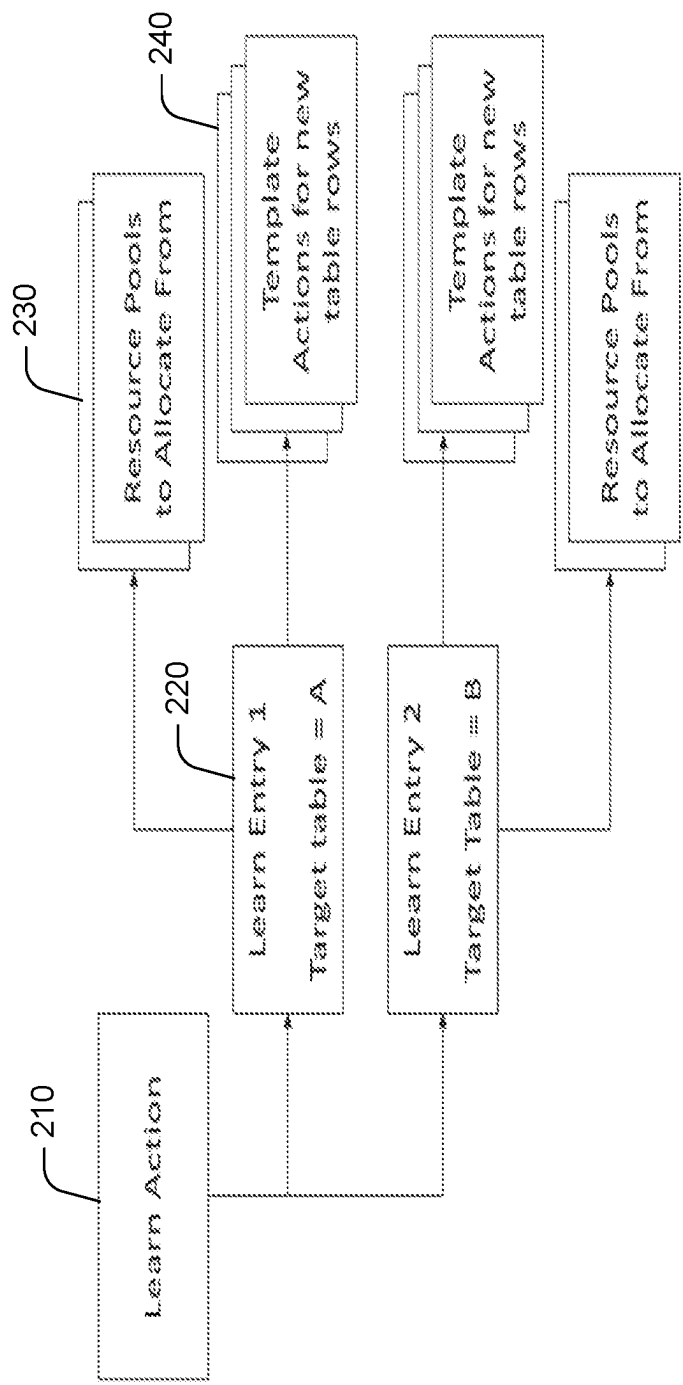 210
Learn Action
220
Learn Entry 1
Target table = A
230
Resource Pools
to Allocate From
240
Template
Actions for new
table rows
Learn Entry 2
Target Table = B
Template
Actions for new
table rows
Resource Pools
to Allocate From